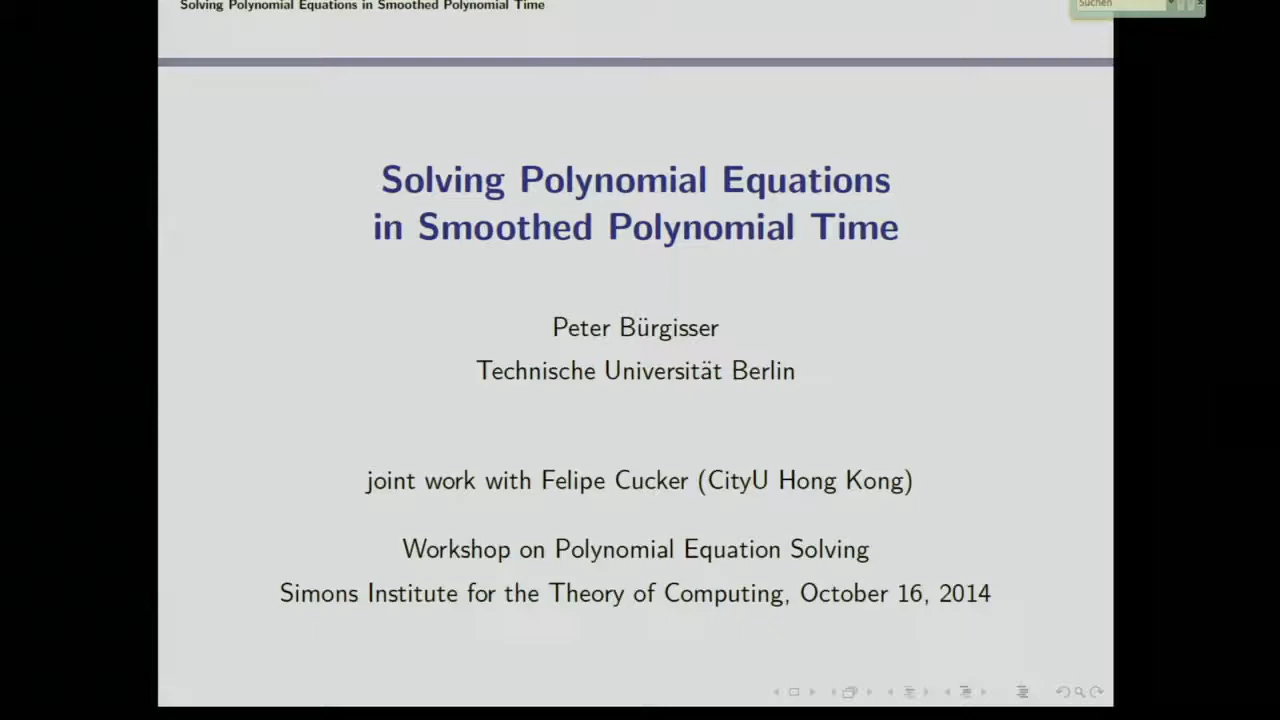 Solving Polynomial Equations in Smoothed Polynomial Time
Suchen
Solving Polynomial Equations
in Smoothed Polynomial Time
Peter Bürgisser
Technische Universität Berlin
joint work with Felipe Cucker (CityU Hong Kong)
Workshop on Polynomial Equation Solving
Simons Institute for the Theory of Computing, October 16, 2014